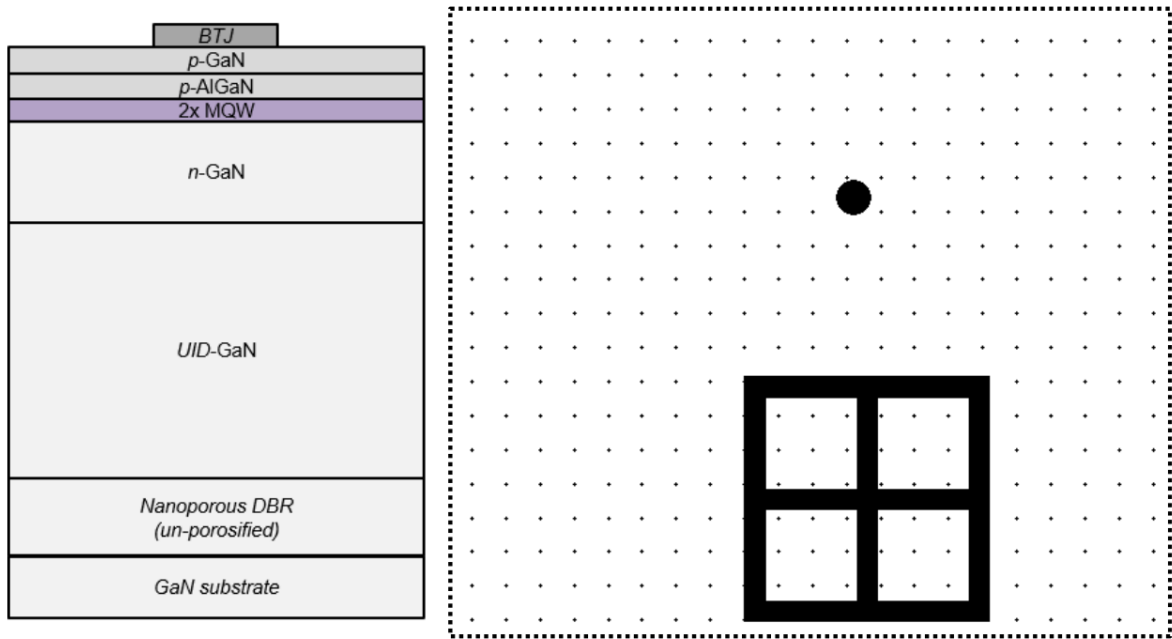 BTJ
p-GaN
p-AlGaN
2x MQW
n-GaN
UID-GaN
Nanoporous DBR
(un-porosified)
GaN substrate